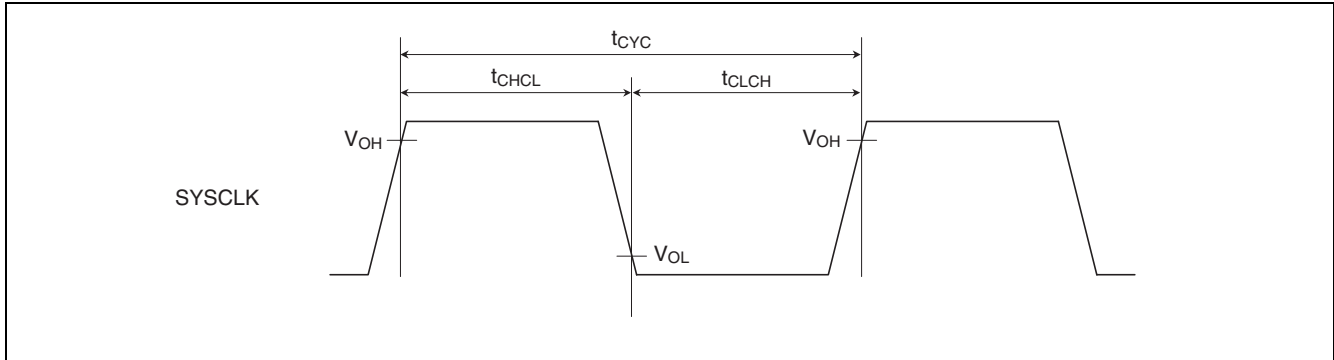 tCYC
tCHCL tCLCH
VOH VOH
SYSCLK
VOL